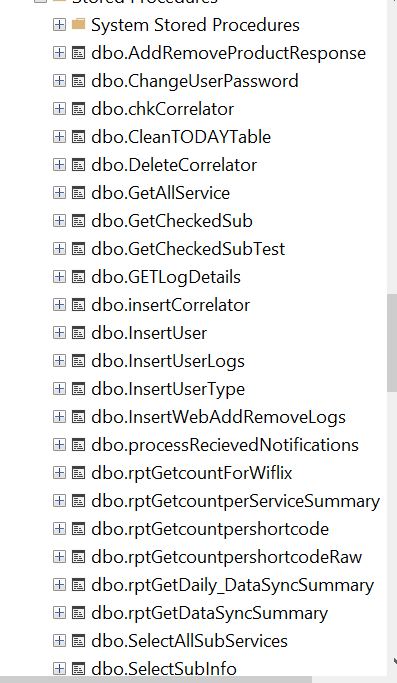 Stored Procedures
System Stored Procedures
dbo.AddRemoveProductResponse
dbo.ChangeUserPassword
dbo.chkCorrelator
dbo.CleanTODAYTable
dbo.DeleteCorrelator
dbo.GetAllService
dbo.GetCheckedSub
dbo.GetCheckedSubTest
dbo.GETLogDetails
dbo.insertCorrelator
dbo.InsertUser
dbo.InsertUserLogs
dbo.InsertUserType
dbo.InsertWebAddRemoveLogs
dbo.processRecievedNotifications
dbo.rptGetcountForWiflix
dbo.rptGetcountperServiceSummary
dbo.rptGetcountpershortcode
dbo.rptGetcountpershortcodeRaw
dbo.rptGetDaily_DataSyncSummary
dbo.rptGetDataSyncSummary
dbo.SelectAllSubServices
dbo.SelectSubInfo